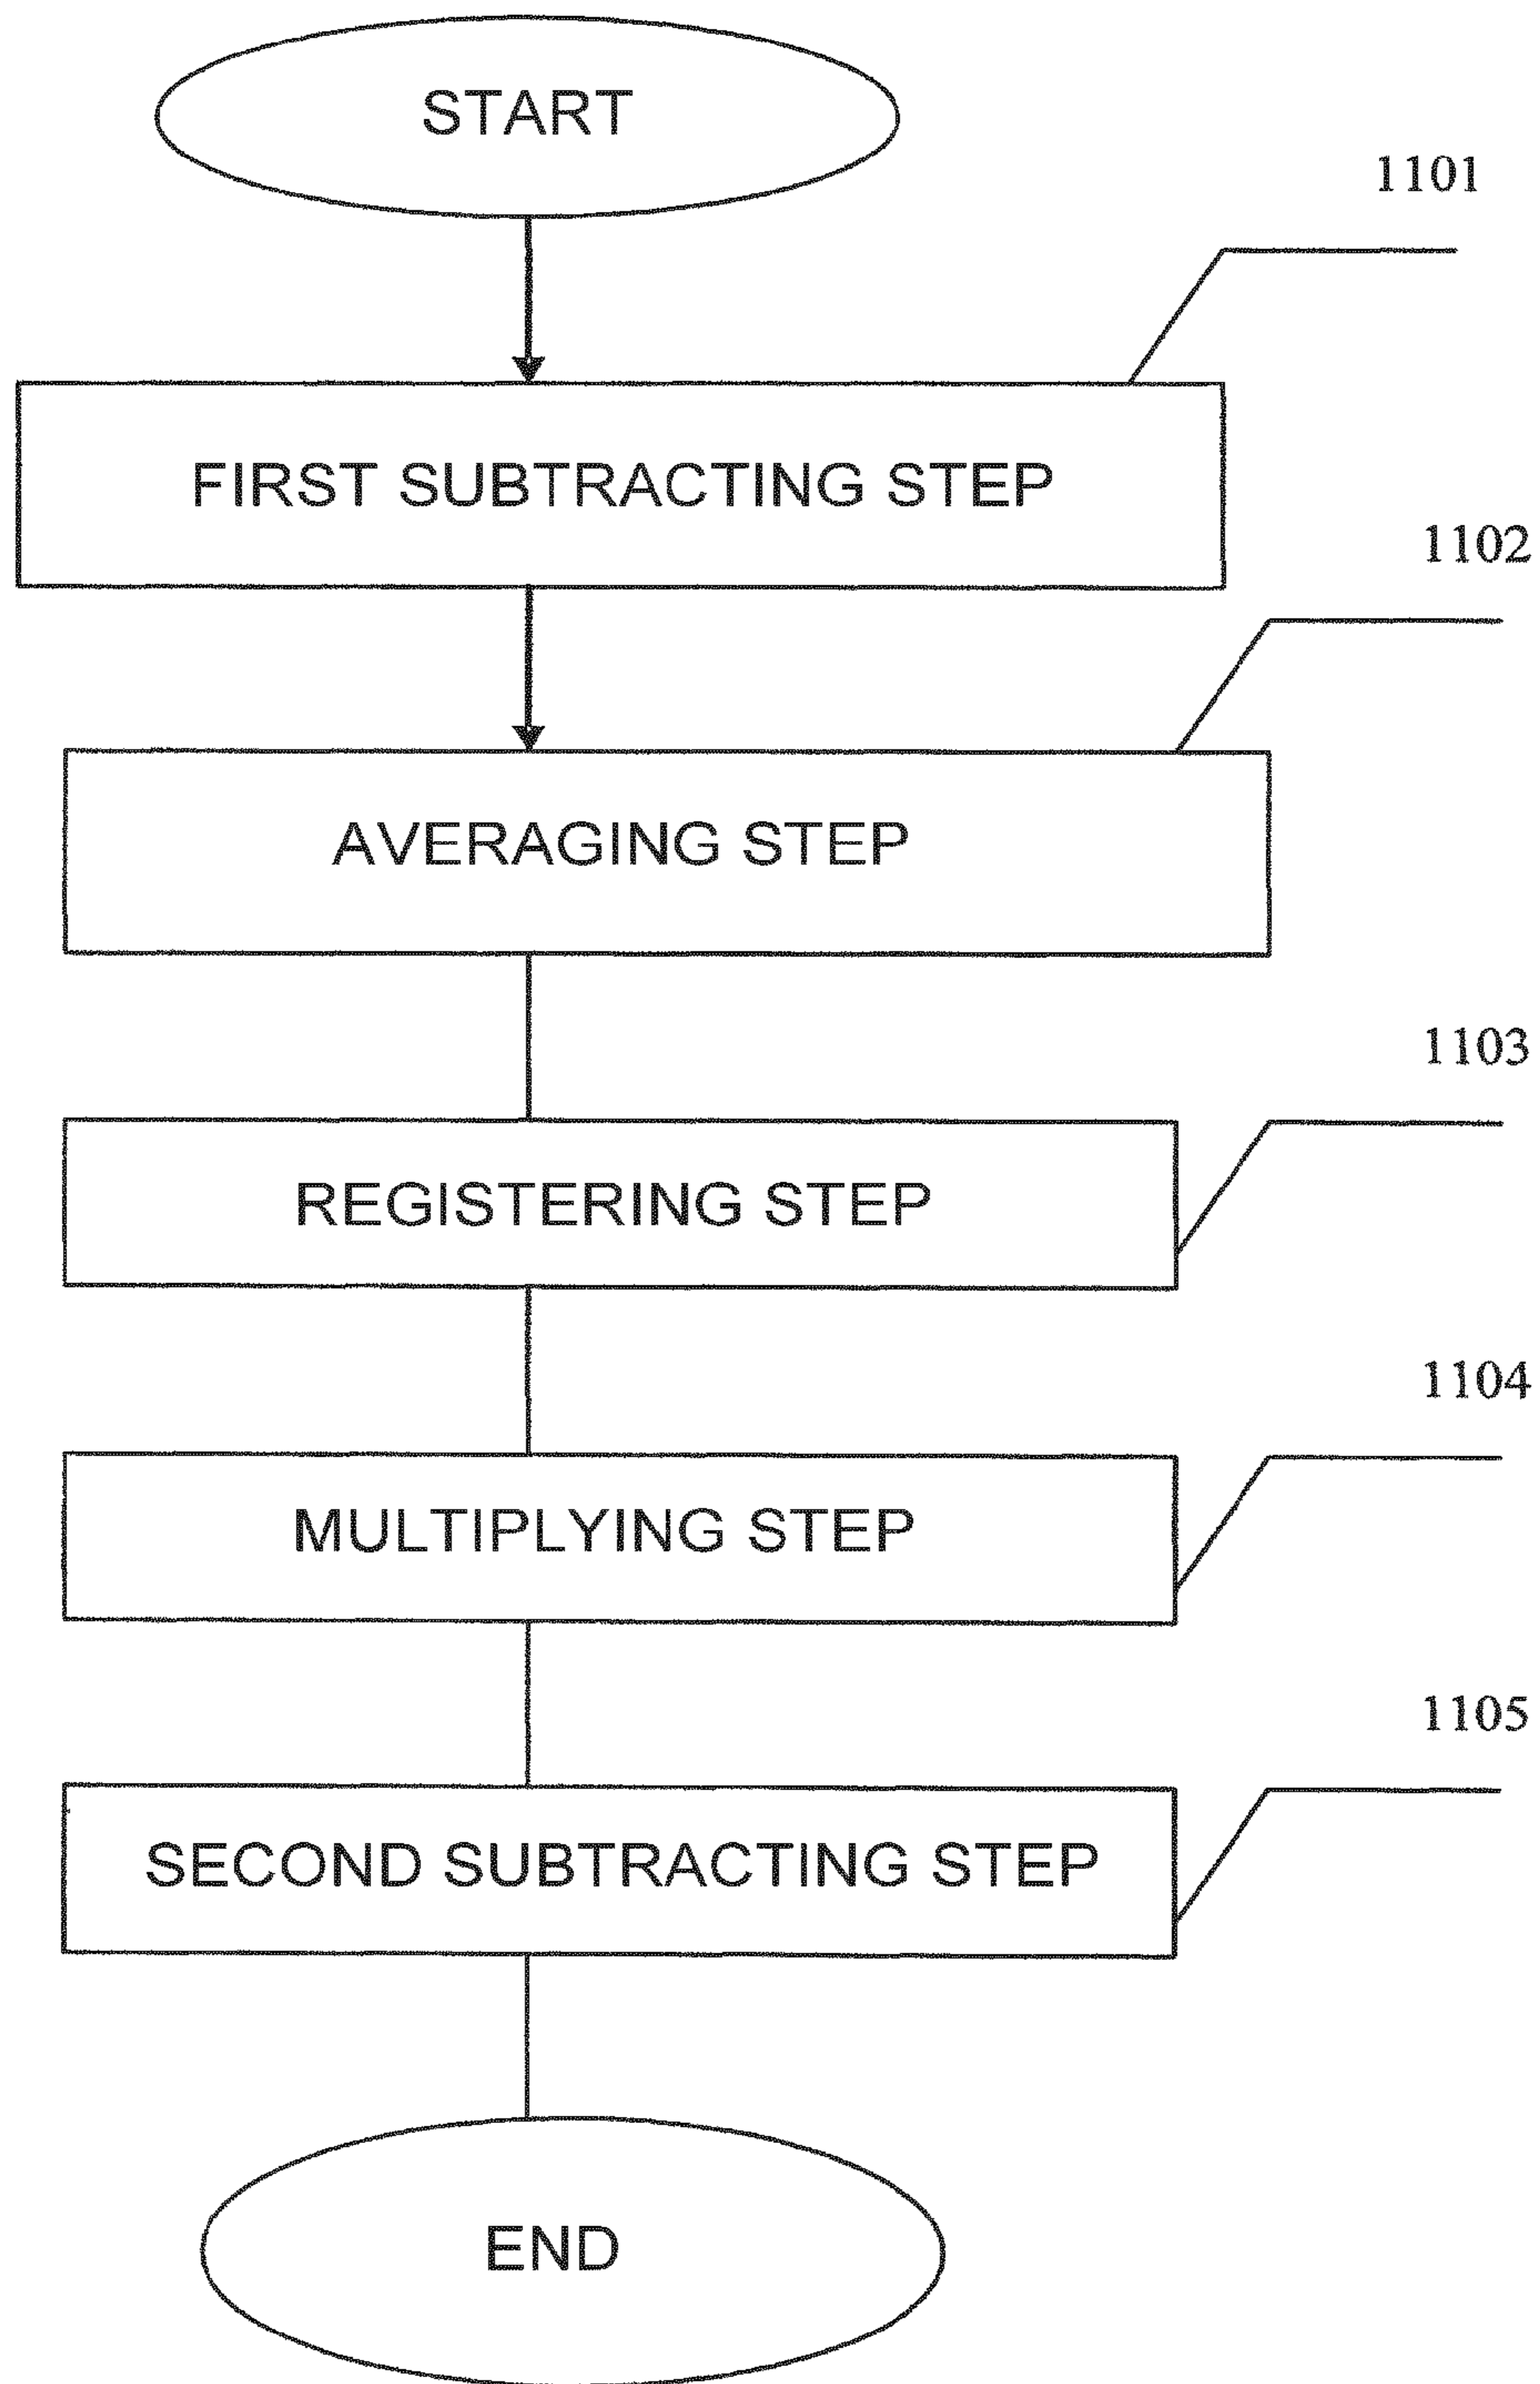 START
1101
FIRST SUBTRACTING STEP
1102
AVERAGING STEP
1103
REGISTERING STEP
1104
MULTIPLYING STEP
1105
SECOND SUBTRACTING STEP
END